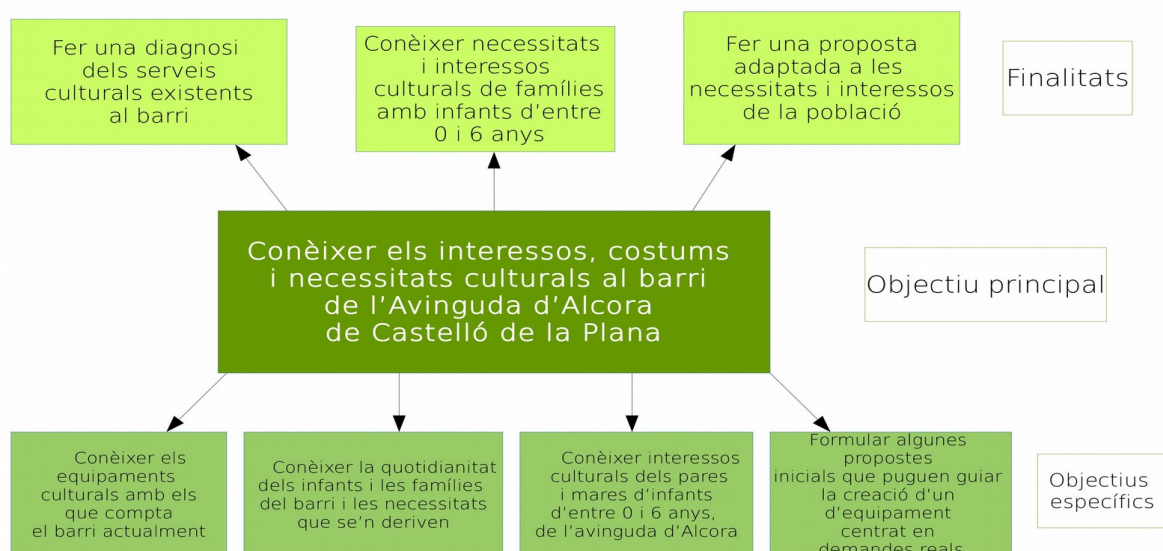 Fer una diagnosi
dels serveis
culturals existents
al barri
Conèixer necessitats
i interessos
culturals de famílies
amb infants d'entre
0 i 6 anys
Fer una proposta
adaptada a les
necessitats i interessos
de la població
Finalitats
Conèixer els interessos, costums
i necessitats culturals al barri
de l'Avinguda d'Alcora
de Castelló de la Plana
Objectiu principal
Conèixer els
equipaments
culturals amb els
que compta
el barri actualment
Conèixer la quotidianitat
dels infants i les famílies
del barri i les necessitats
que se'n deriven
Conèixer interessos
culturals dels pares
i mares d'infants
d'entre 0 i 6 anys,
de l'avinguda d'Alcora
Formular algunes
propostes
inicials que puguen guiar
la creació d'un
d'equipament
centrat en
demandes reals
Objectius
específics